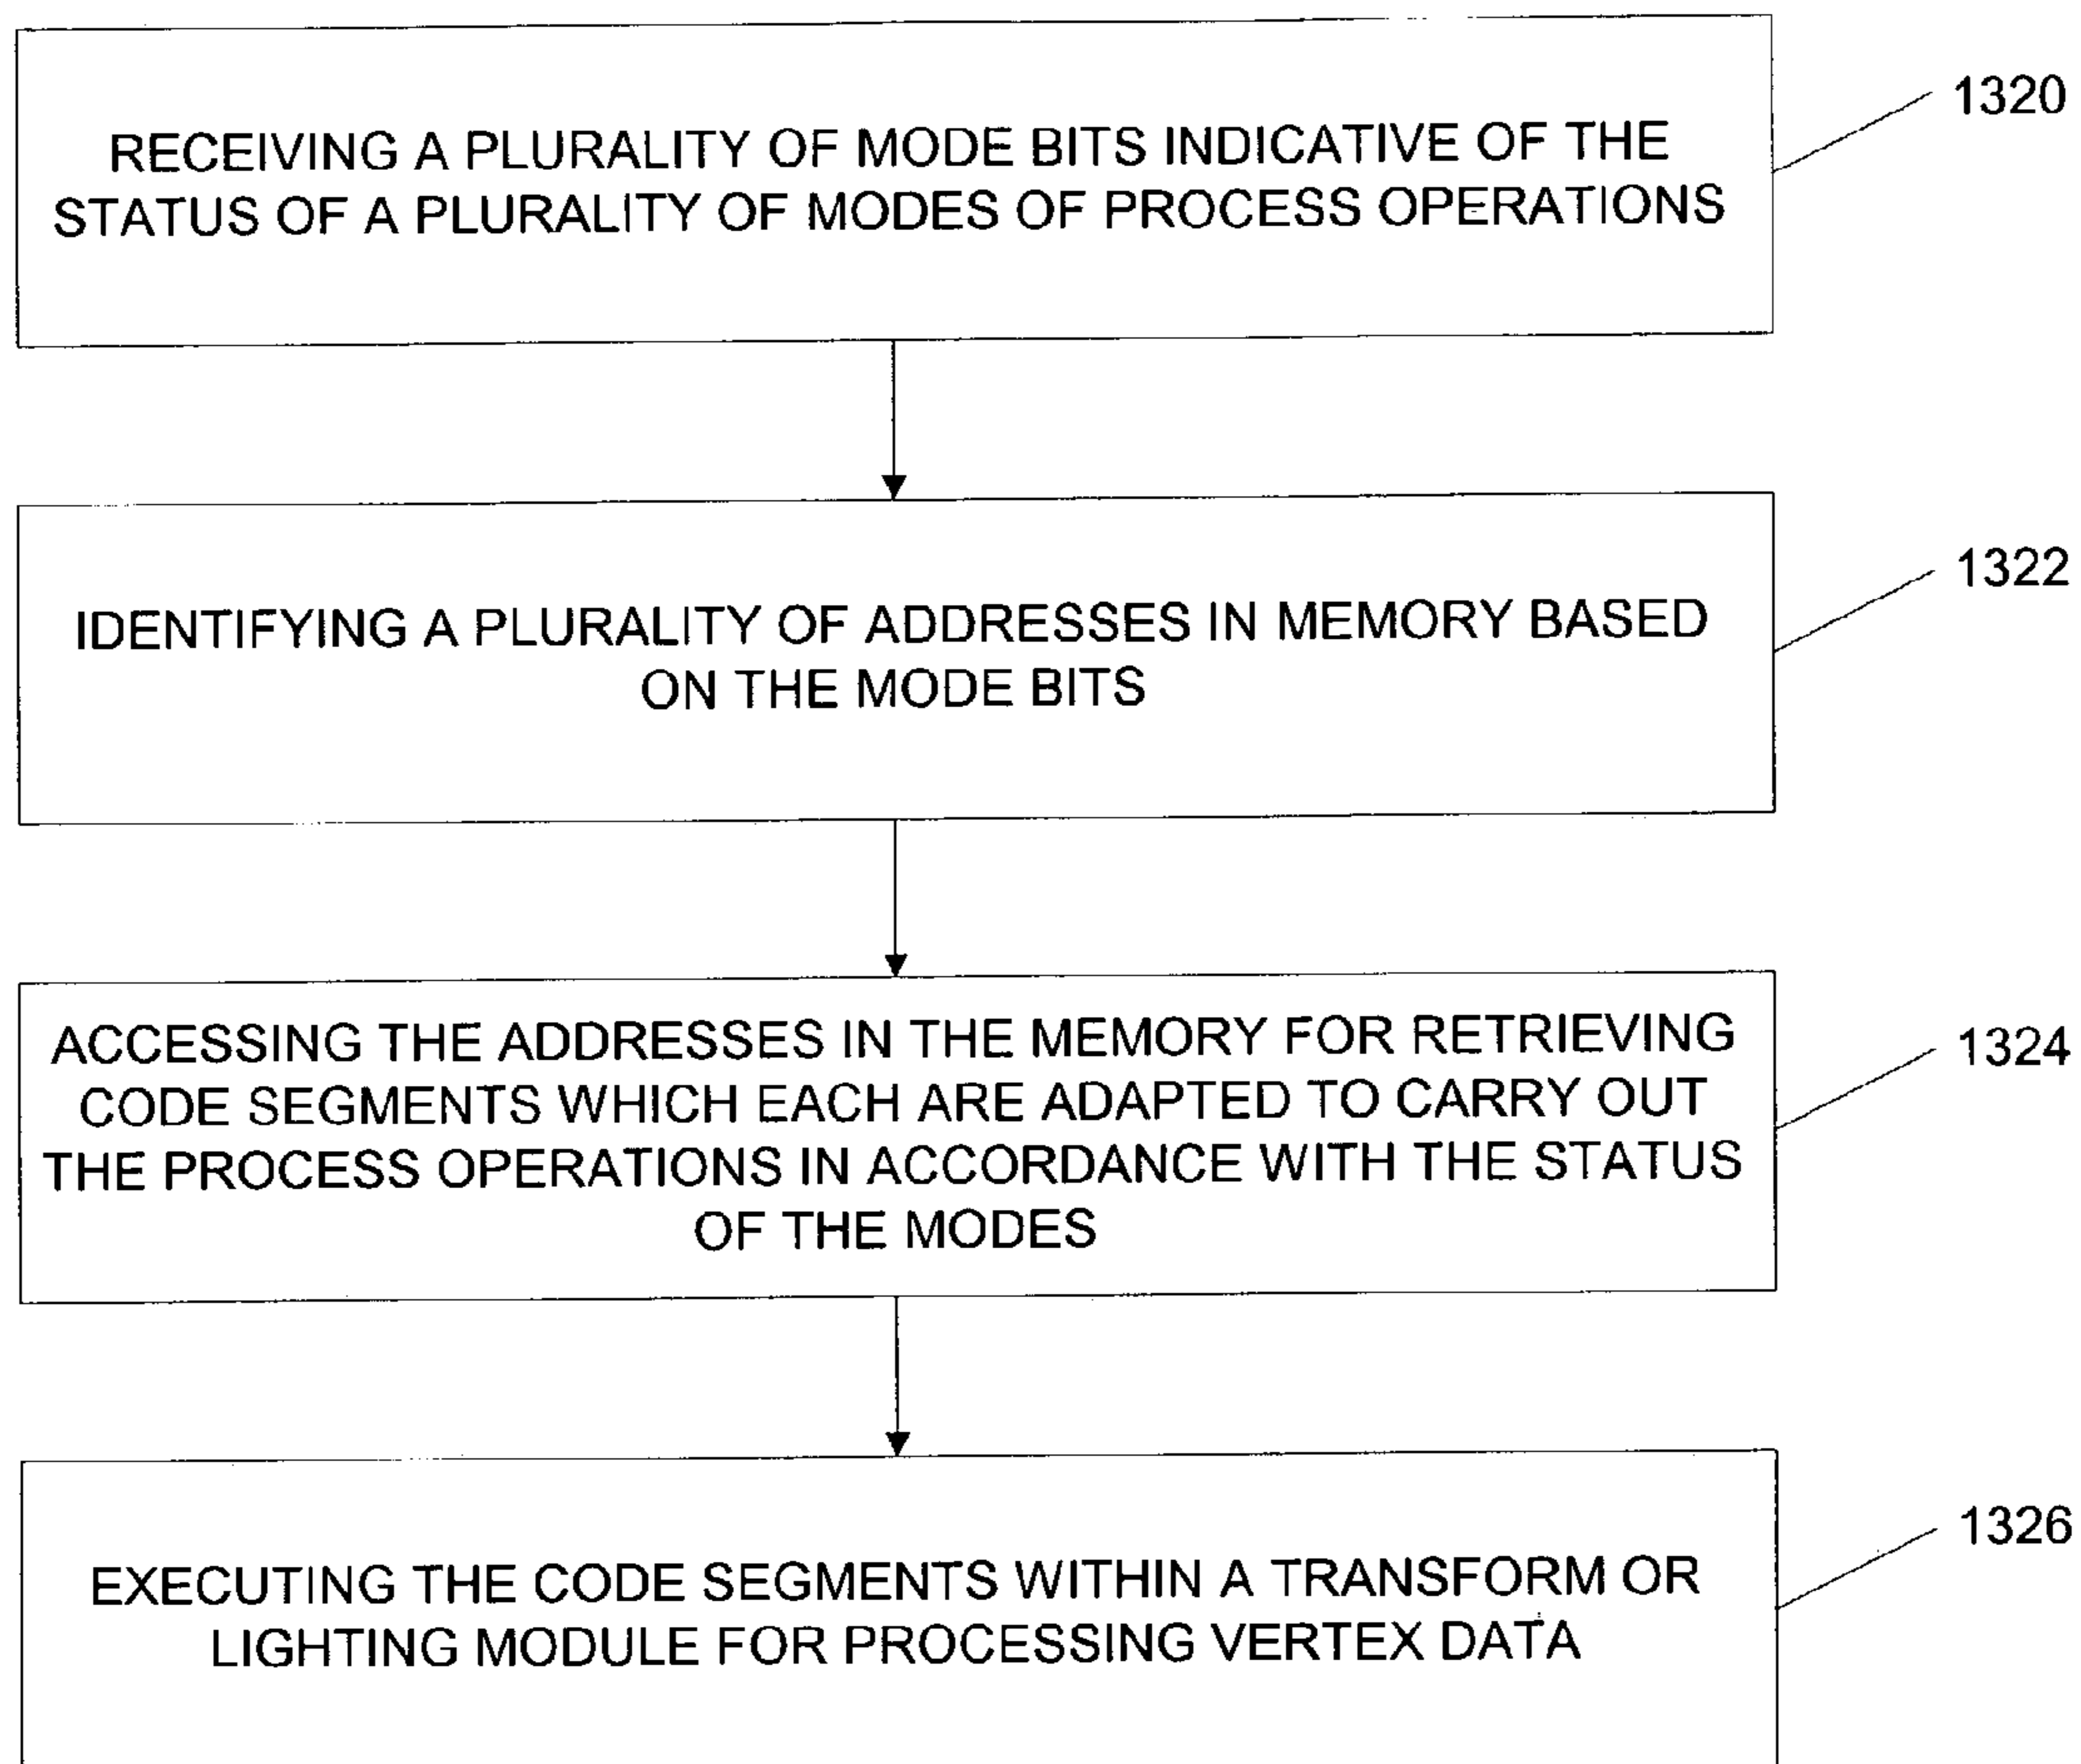 RECEIVING A PLURALITY OF MODE BITS INDICATIVE OF THE
STATUS OF A PLURALITY OF MODES OF PROCESS OPERATIONS
1320
IDENTIFYING A PLURALITY OF ADDRESSES IN MEMORY BASED
ON THE MODE BITS
1322
ACCESSING THE ADDRESSES IN THE MEMORY FOR RETRIEVING
CODE SEGMENTS WHICH EACH ARE ADAPTED TO CARRY OUT
THE PROCESS OPERATIONS IN ACCORDANCE WITH THE STATUS
OF THE MODES
1324
EXECUTING THE CODE SEGMENTS WITHIN A TRANSFORM OR
LIGHTING MODULE FOR PROCESSING VERTEX DATA
1326